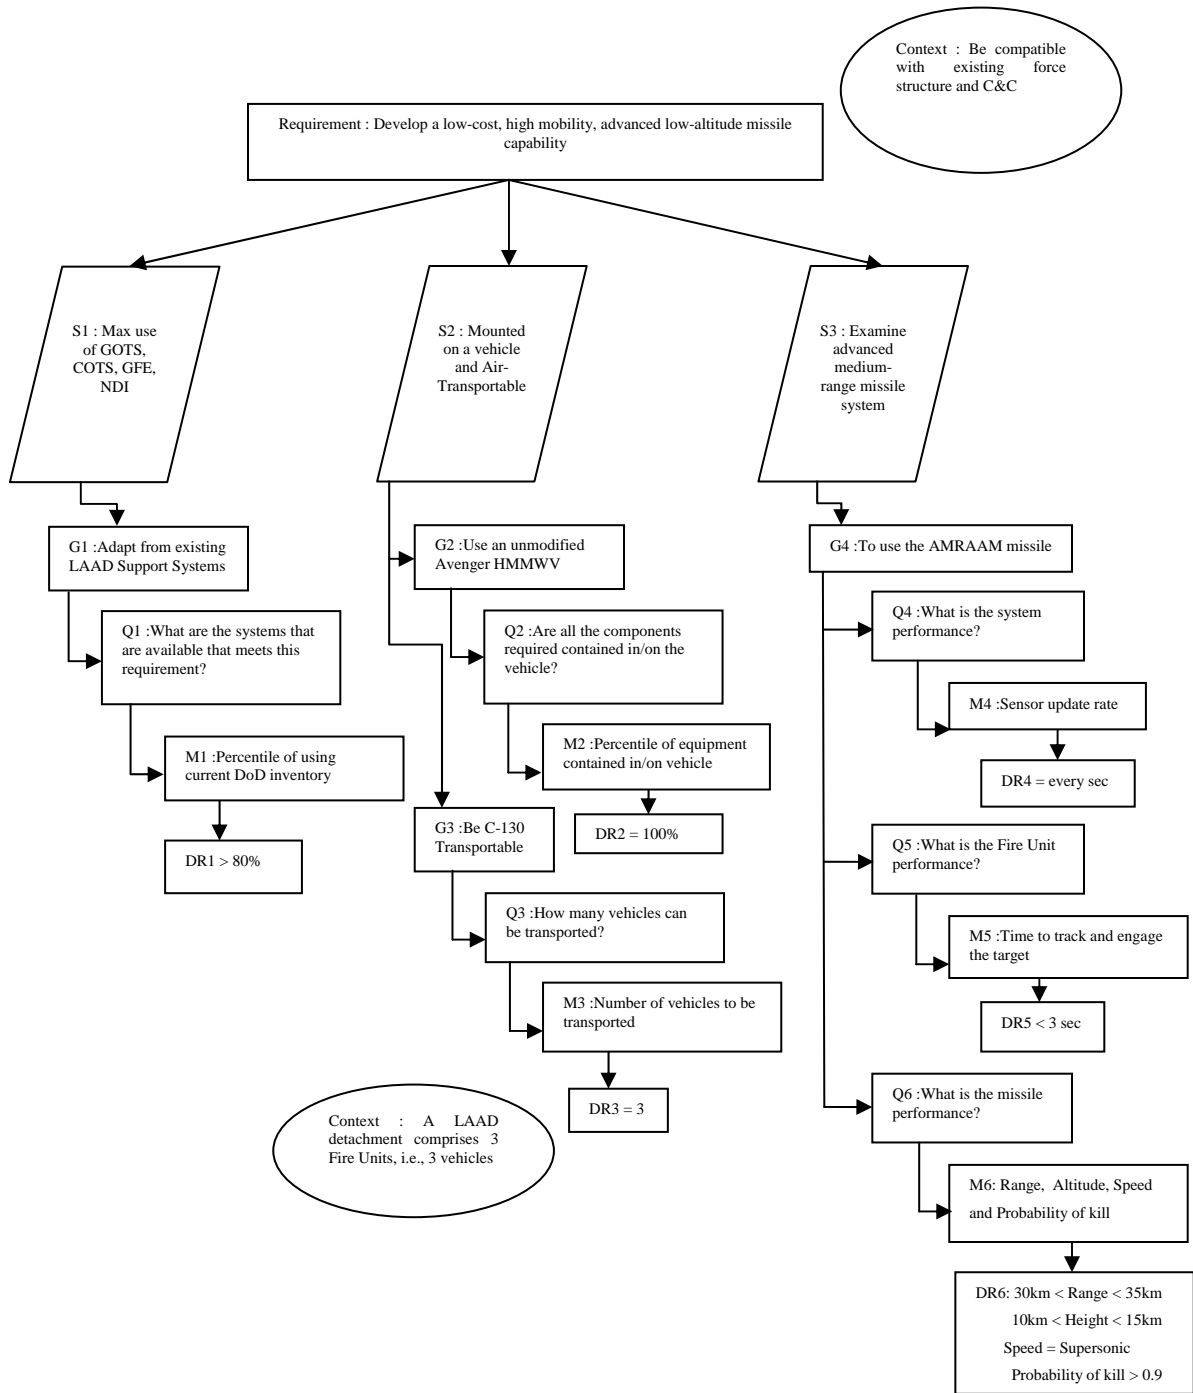 Context : Be compatible
with existing force
structure and C&C
Requirement : Develop a low-cost, high mobility, advanced low-altitude missile
capability
S1 : Max use
of GOTS,
COTS, GFE,
NDI
S2 : Mounted
on a vehicle
and Air-
Transportable
S3 : Examine
advanced
medium-
range missile
system
G1 :Adapt from existing
LAAD Support Systems
Q1 :What are the systems that
are available that meets this
requirement?
M1 :Percentile of using
current DoD inventory
DR1 > 80%
G2 :Use an unmodified
Avenger HMMWV
Q2 :Are all the components
required contained in/on the
vehicle?
M2 :Percentile of equipment
contained in/on vehicle
DR2 = 100%
G3 :Be C-130
Transportable
Q3 :How many vehicles can
be transported?
M3 :Number of vehicles to be
transported
DR3 = 3
Context : A LAAD
detachment comprises 3
Fire Units, i.e., 3 vehicles
G4 :To use the AMRAAM missile
Q4 :What is the system
performance?
M4 :Sensor update rate
DR4 = every sec
Q5 :What is the Fire Unit
performance?
M5 :Time to track and engage
the target
DR5 < 3 sec
Q6 :What is the missile
performance?
M6: Range, Altitude, Speed
and Probability of kill
DR6: 30km < Range < 35km
10km < Height < 15km
Speed = Supersonic
Probability of kill > 0.9